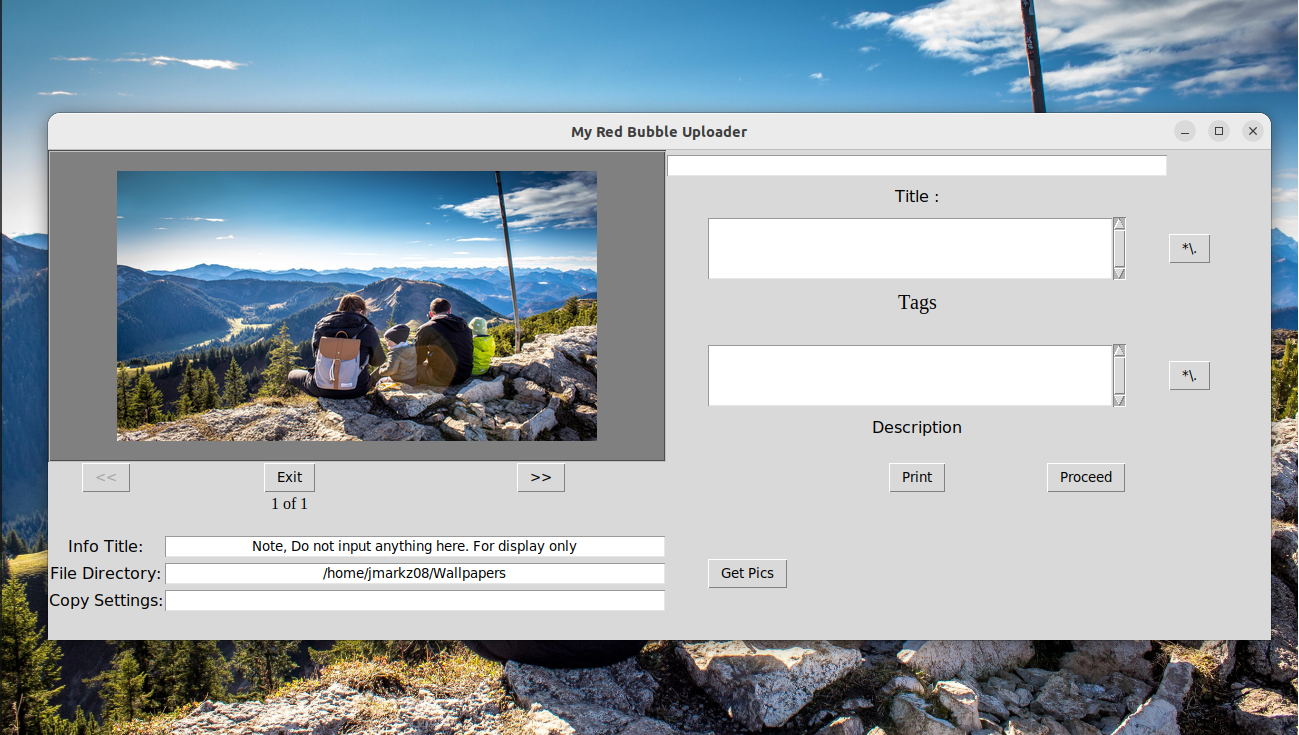 My Red Bubble Uploader
Title :
*\.
Tags
*\.
Description
<<
Exit
>>
Print
Proceed
1 of 1
Info Title:
Note, Do not input anything here. For display only
File Directory:
/home/jmarkz08/Wallpapers
Get Pics
Copy Settings: